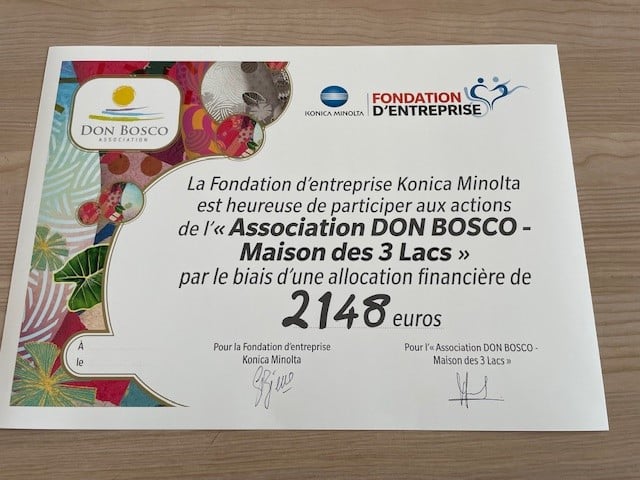 DON BOSCO
ASSOCIATION
KONICA MINOLTA
FONDATION
D'ENTREPRISE
La Fondation d'entreprise Konica Minolta
est heureuse de participer aux actions
de l'« Association DON BOSCO -
Maison des 3 Lacs »
par le biais d'une allocation financière de
2148 euros
À
le
Pour la Fondation d'entreprise
Konica Minolta
Pour l'« Association DON BOSCO -
Maison des 3 Lacs »